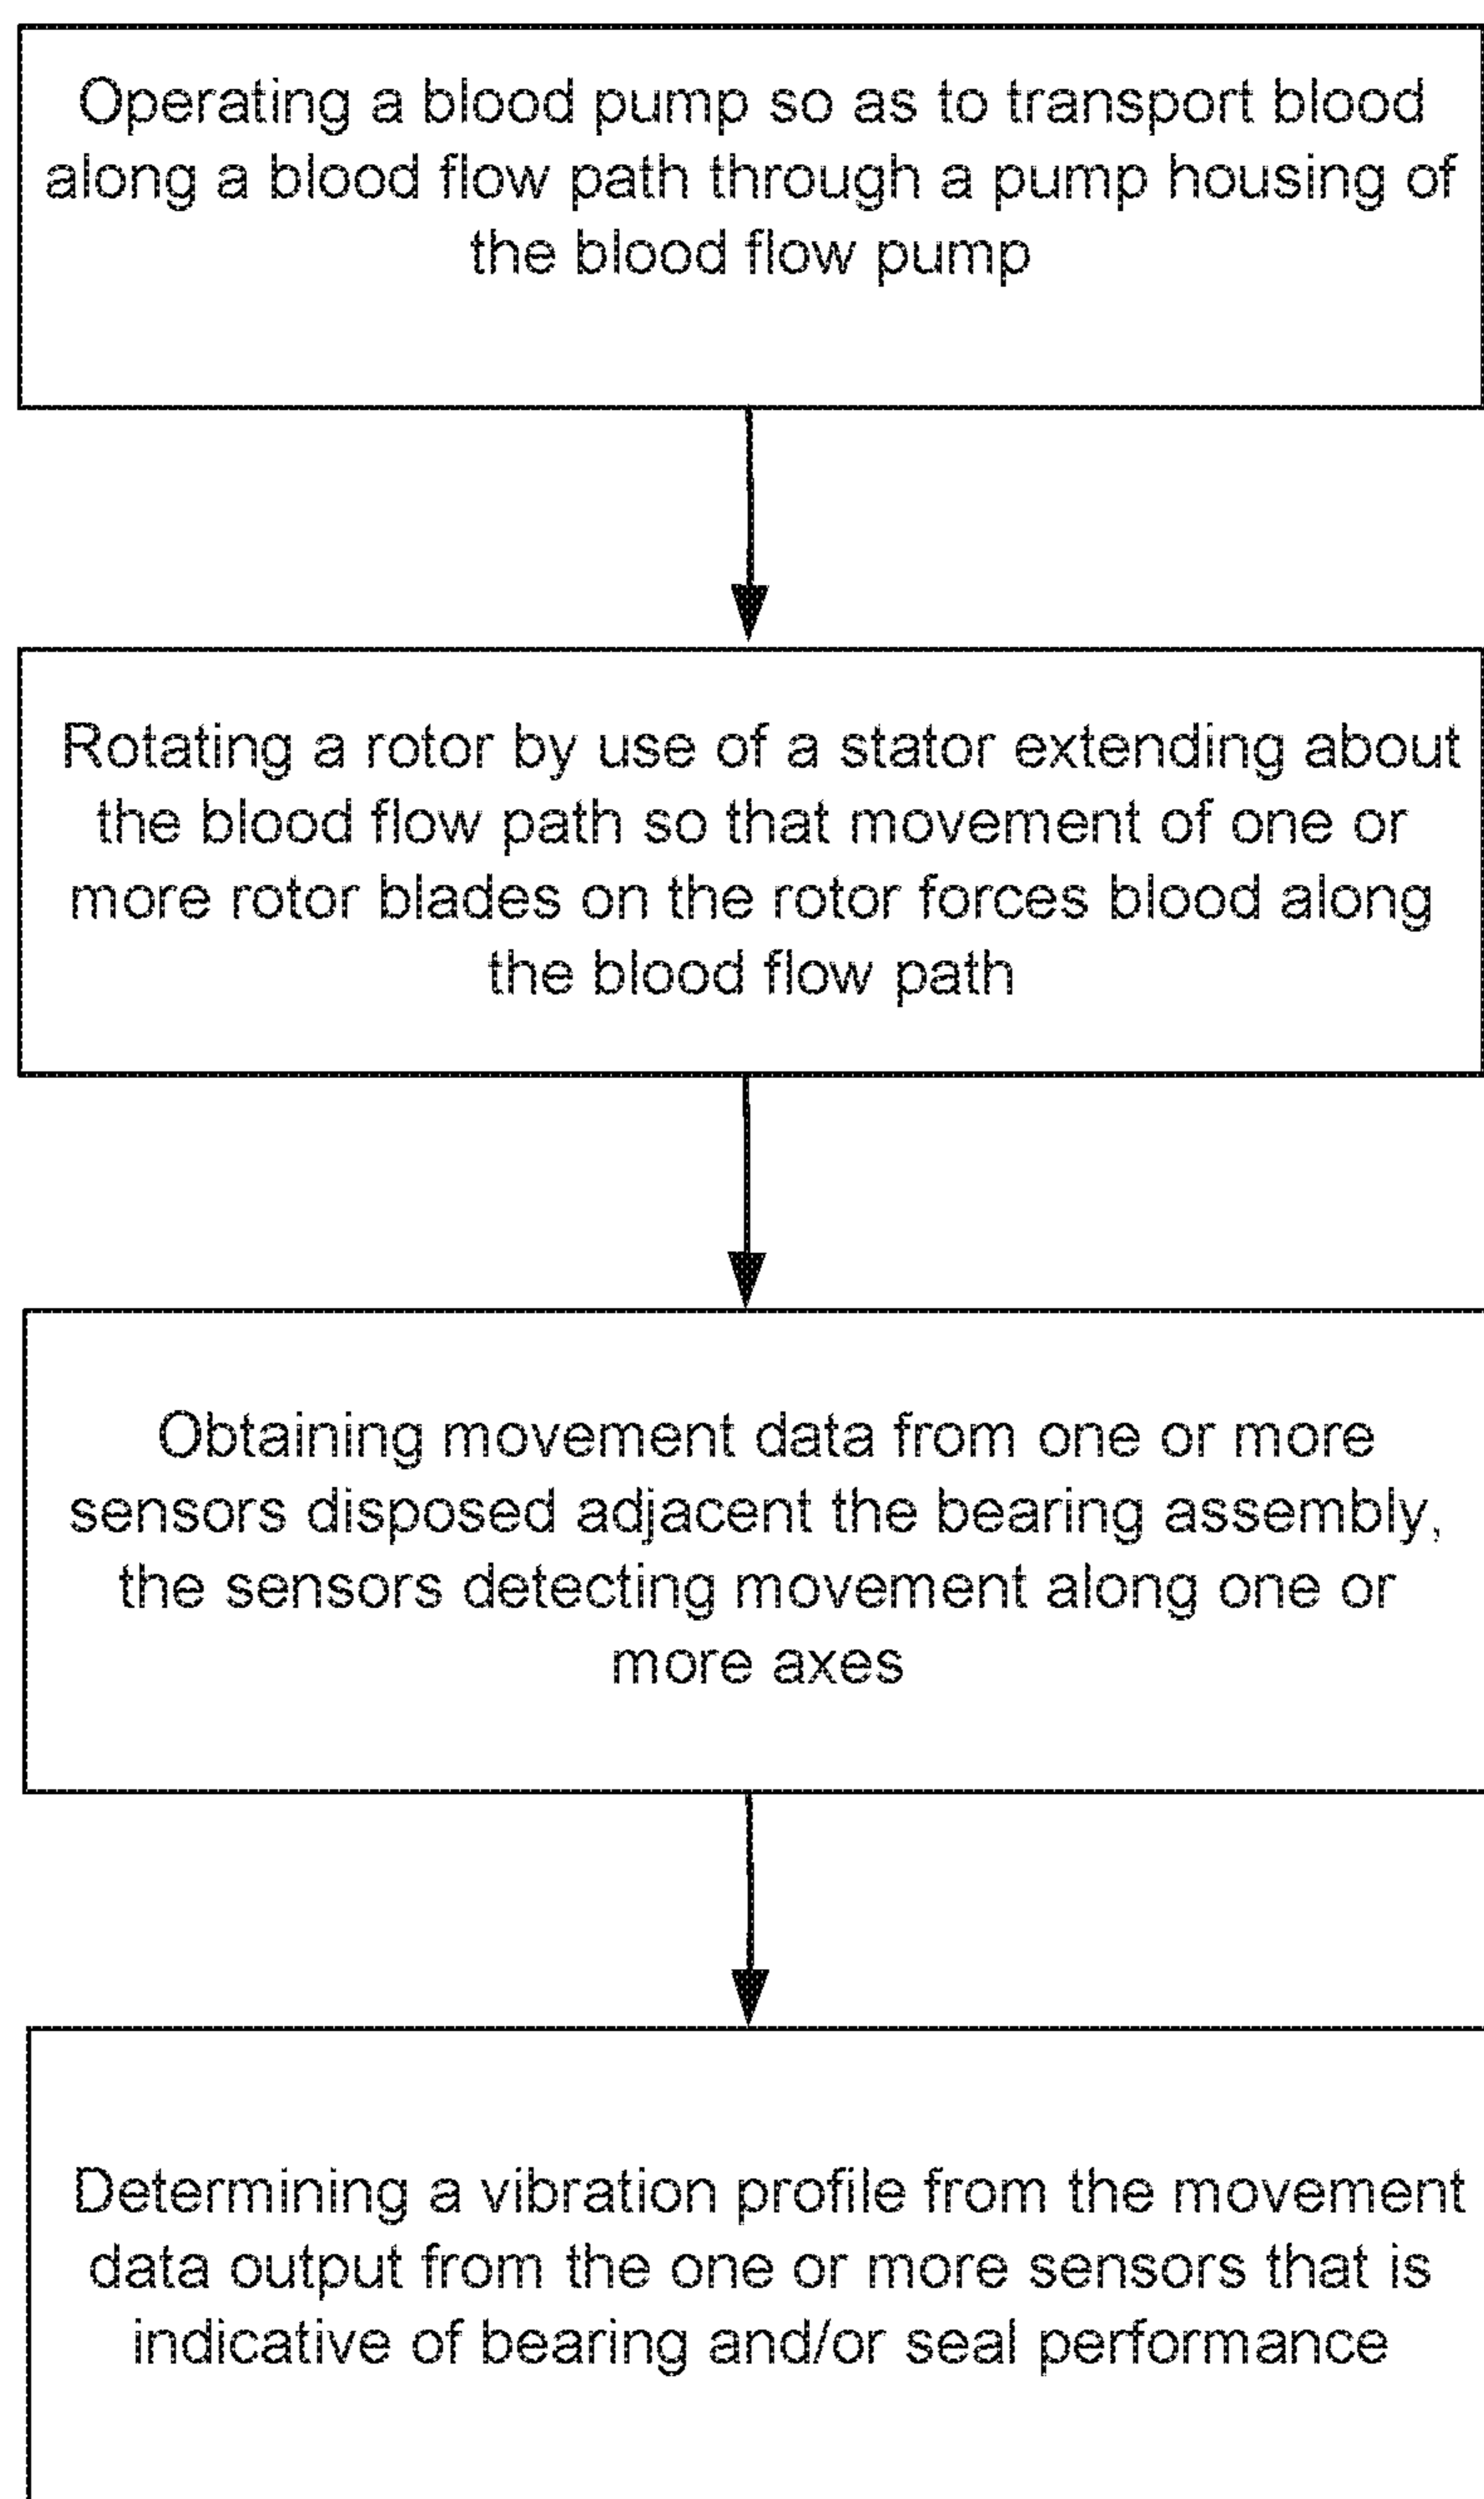 Operating a blood pump so as to transport blood
along a blood flow path through a pump housing of
the blood flow pump
Rotating a rotor by use of a stator extending about
the blood flow path so that movement of one or
more rotor blades on the rotor forces blood along
the blood flow path
Obtaining movement data from one or more
sensors disposed adjacent the bearing assembly,
the sensors detecting movement along one or
more axes
Determining a vibration profile from the movement
data output from the one or more sensors that is
indicative of bearing and/or seal performance